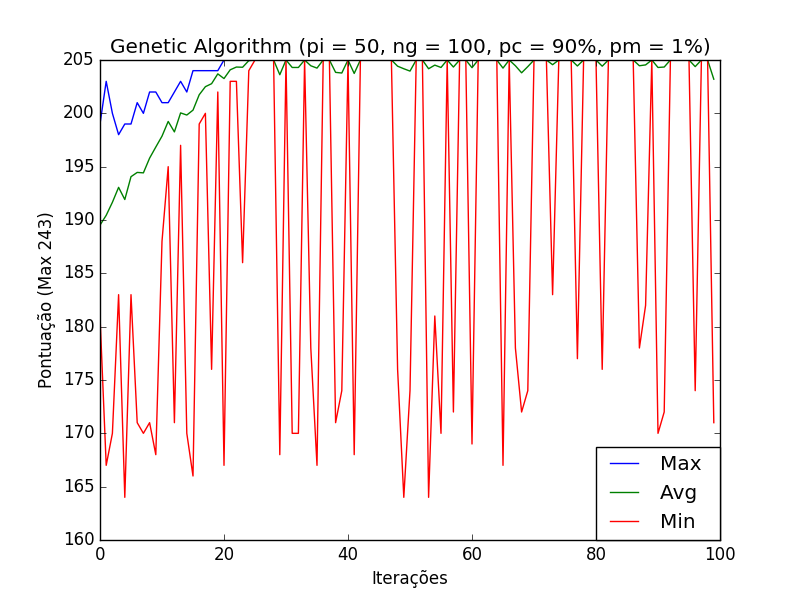 Genetic Algorithm (pi = 50, ng = 100, pc = 90%, pm = 1%)
205
200
195
190
185
180
175
170
165
160
Pontuação (Max 243)
Max
Avg
Min
0 20 40 60 80 100
Iterações